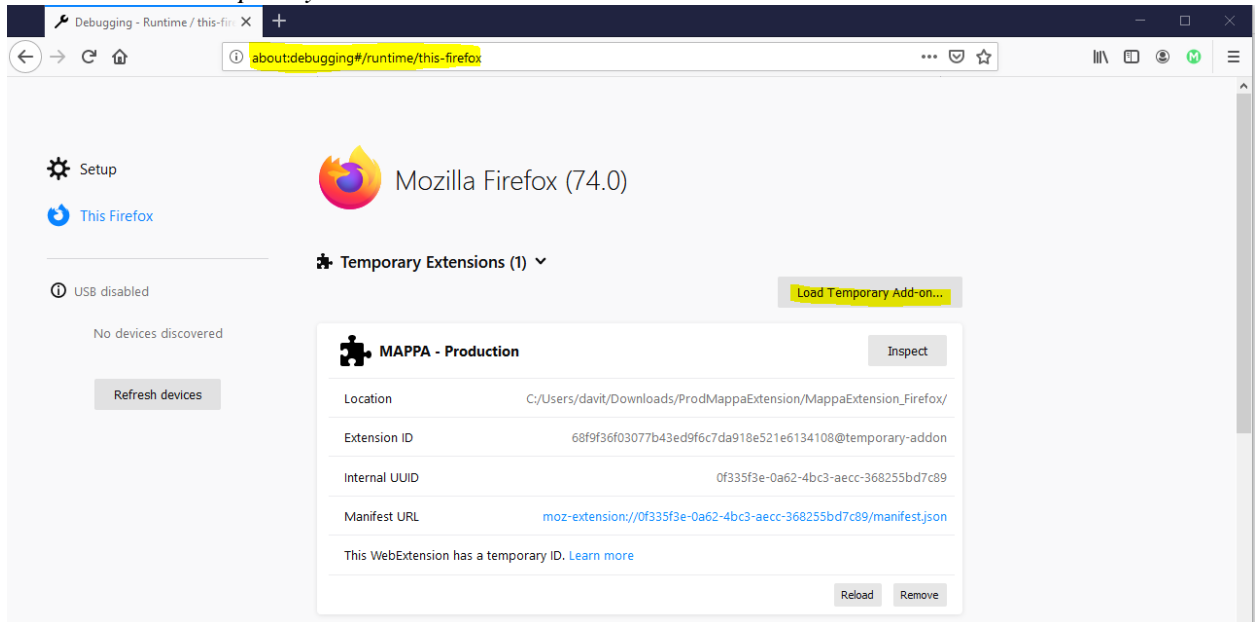 Debugging - Runtime / this-fir
about:debugging#/runtime/this-firefox
Setup
Mozilla Firefox (74.0)
This Firefox
Temporary Extensions (1)
USB disabled
Load Temporary Add-on...
No devices discovered
MAPPA - Production
Inspect
Refresh devices
Location C:/Users/davit/Downloads/ProdMappaExtension/MappaExtension_Firefox/
Extension ID 68f9f36f03077b43ed9f6c7da918e521e6134108@temporary-addon
Internal UUID 0f335f3e-0a62-4bc3-aecc-368255bd7c89
Manifest URL moz-extension://0f335f3e-0a62-4bc3-aecc-368255bd7c89/manifest.json
This WebExtension has a temporary ID. Learn more
Reload Remove